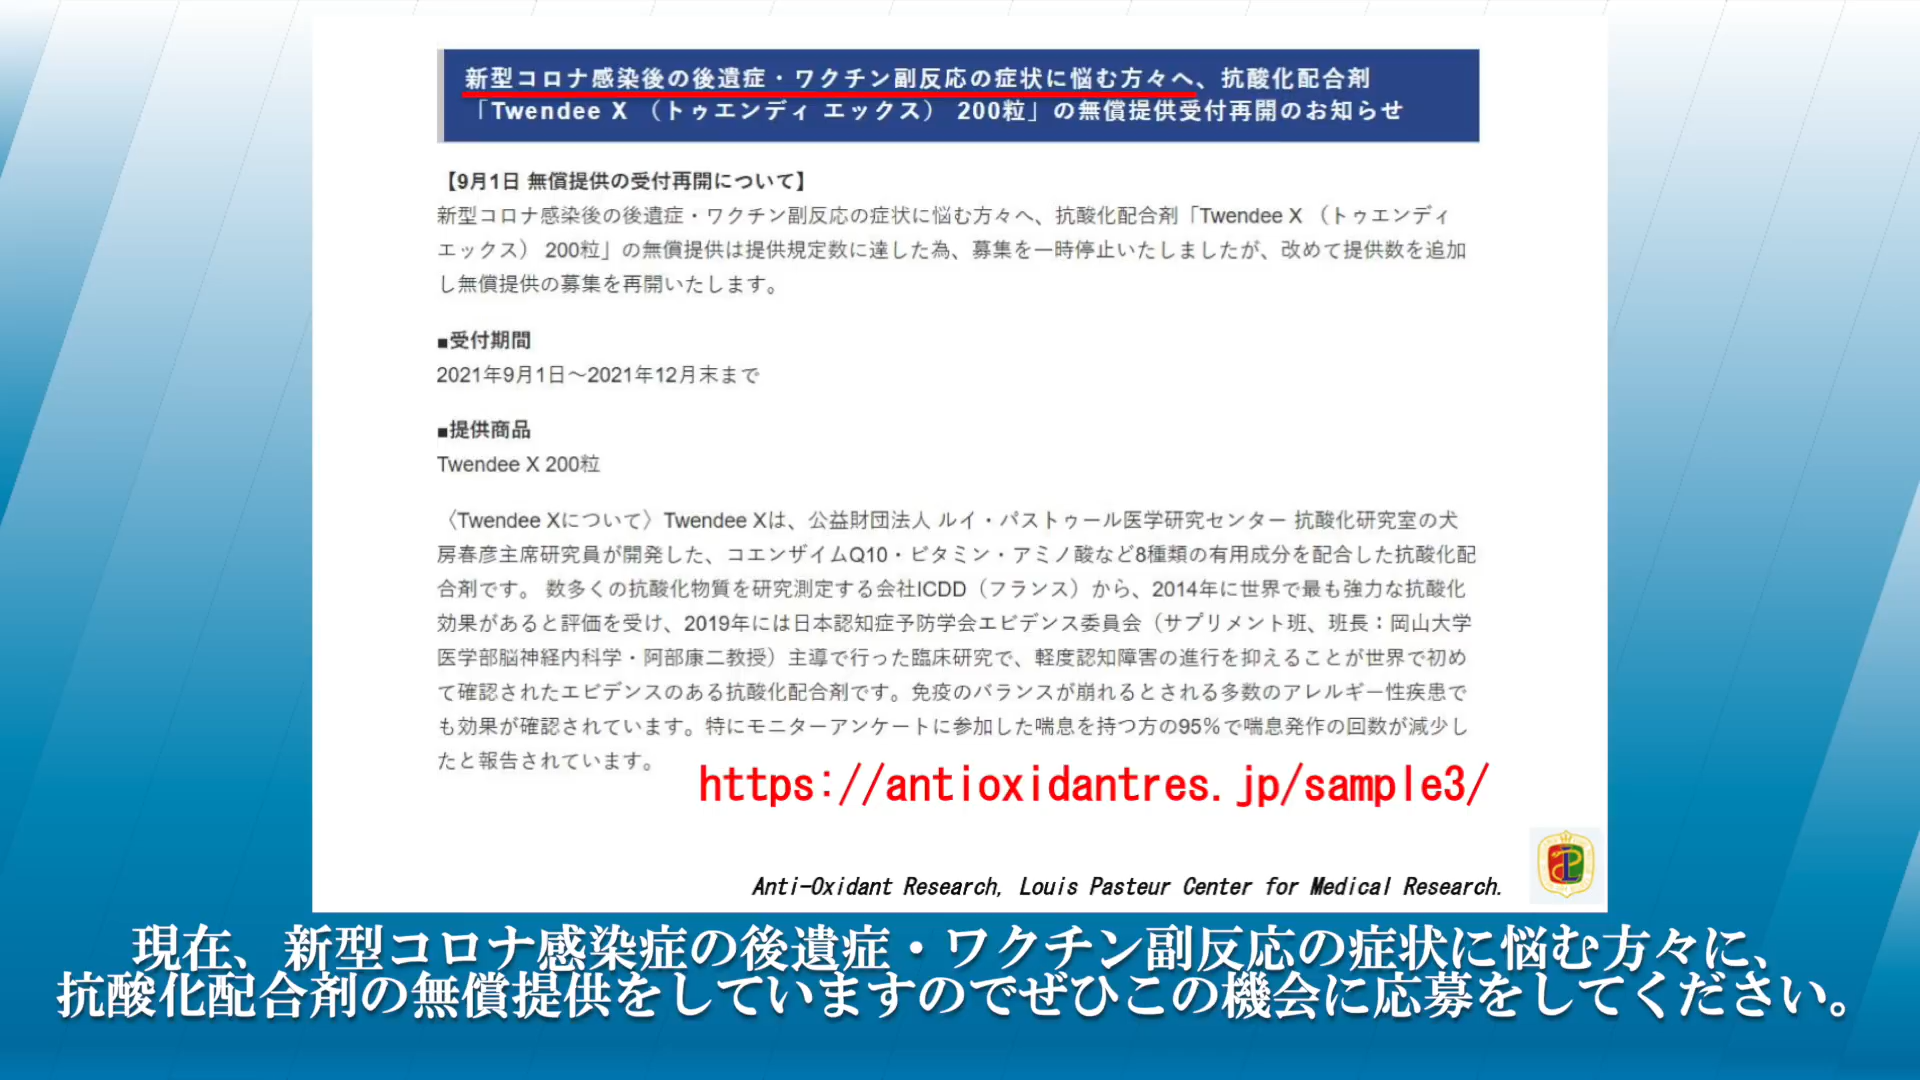 新型コロナ感染後の後遺症・ワクチン副反応の症状に悩む方々へ、抗酸化配合剤
「Twendee X （トゥエンディ エックス） 200粒」の無償提供受付再開のお知らせ
【9月1日 無償提供の受付再開について】
新型コロナ感染後の後遺症・ワクチン副反応の症状に悩む方々へ、抗酸化配合剤「Twendee X （トゥエンディ
エックス） 200粒」の無償提供は提供規定数に達した為、募集を一時停止いたしましたが、改めて提供数を追加
し無償提供の募集を再開いたします。
■受付期間
2021年9月1日～2021年12月末まで
■提供商品
Twendee X 200粒
〈Twendee Xについて〉Twendee Xは、公益財団法人 ルイ・パストゥール医学研究センター 抗酸化研究室の犬
房春彦主席研究員が開発した、コエンザイムQ10・ビタミン・アミノ酸など8種類の有用成分を配合した抗酸化配
合剤です。 数多くの抗酸化物質を研究測定する会社ICDD（フランス）から、2014年に世界で最も強力な抗酸化
効果があると評価を受け、2019年には日本認知症予防学会エビデンス委員会（サプリメント班、班長：岡山大学
医学部脳神経内科学・阿部康二教授）主導で行った臨床研究で、軽度認知障害の進行を抑えることが世界で初め
て確認されたエビデンスのある抗酸化配合剤です。免疫のバランスが崩れるとされる多数のアレルギー性疾患で
も効果が確認されています。特にモニターアンケートに参加した喘息を持つ方の95％で喘息発作の回数が減少し
たと報告されています。
https://antioxidantres.jp/sample3/
Anti-Oxidant Research, Louis Pasteur Center for Medical Research.
現在、新型コロナ感染症の後遺症・ワクチン副反応の症状に悩む方々に、
抗酸化配合剤の無償提供をしていますのでぜひこの機会に応募をしてください。